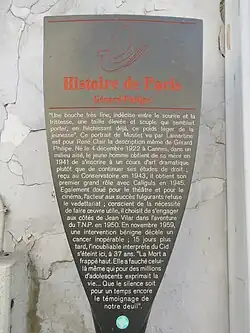 Histoire de Paris
Gérard Philipe
"Une bouche très fine, indécise entre le sourire et la
tristesse, une taille élevée et souple qui semblait
porter, en fléchissant déjà, ce poids léger de la
jeunesse". Ce portrait de Musset vu par Lamartine
est pour René Clair la description même de Gérard
Philipe. Né le 4 décembre 1922 à Cannes, dans un
milieu aisé, le jeune homme obtient de sa mère en
1941 de s'inscrire à un cours d'art dramatique,
plutôt que de continuer ses études de droit ;
reçu au Conservatoire en 1943, il obtient son
premier grand rôle avec Caligula en 1945.
Egalement doué pour le théâtre et pour le
cinéma, l'acteur aux succès fulgurants refuse
le vedettariat ; conscient de la nécessité
de faire œuvre utile, il choisit de s'engager
aux côtés de Jean Vilar dans l'aventure
du T.N.P. en 1950. En novembre 1959,
une intervention bénigne décèle un
cancer inopérable ; 15 jours plus
tard, l'inoubliable interprète du Cid
s'éteint ici, à 37 ans. "La Mort a
frappé haut. Elle a fauché celui-
là même qui pour des millions
d'adolescents exprimait la
vie... Que le silence soit
pour un temps encore
le témoignage de
notre deuil".